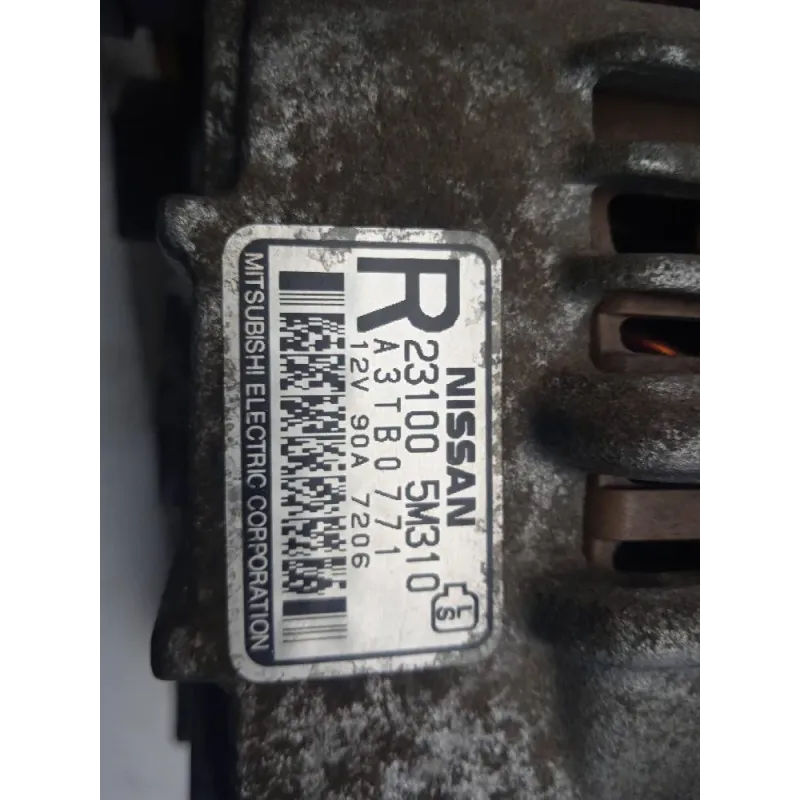 NISSAN
R 23100 5M310
A3TB0771
12V 90A 7206
L
S
MITSUBISHI ELECTRIC CORPORATION